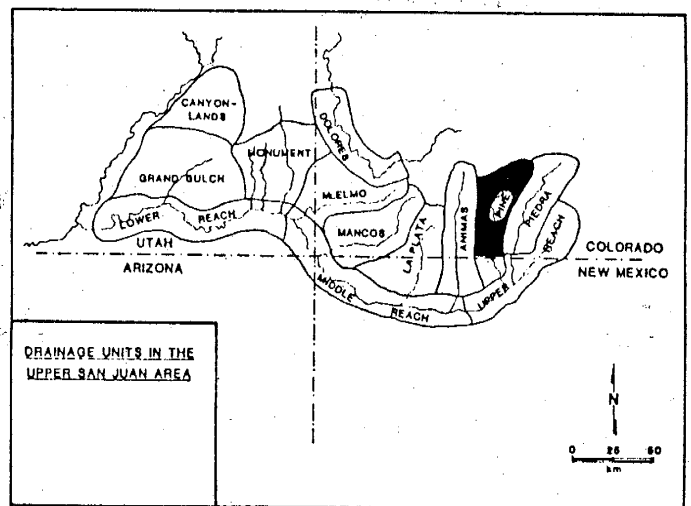 CANYON-
LANDS
DOLORES
MONUMENT
GRAND GULCH
McELMO
PINE
PIEDRA
LOWER REACH
MANCOS
LA PLATA
ANIMAS
UPPER REACH
UTAH
COLORADO
ARIZONA
NEW MEXICO
MIDDLE REACH
DRAINAGE UNITS IN THE
UPPER SAN JUAN AREA
N
0 25 50
km